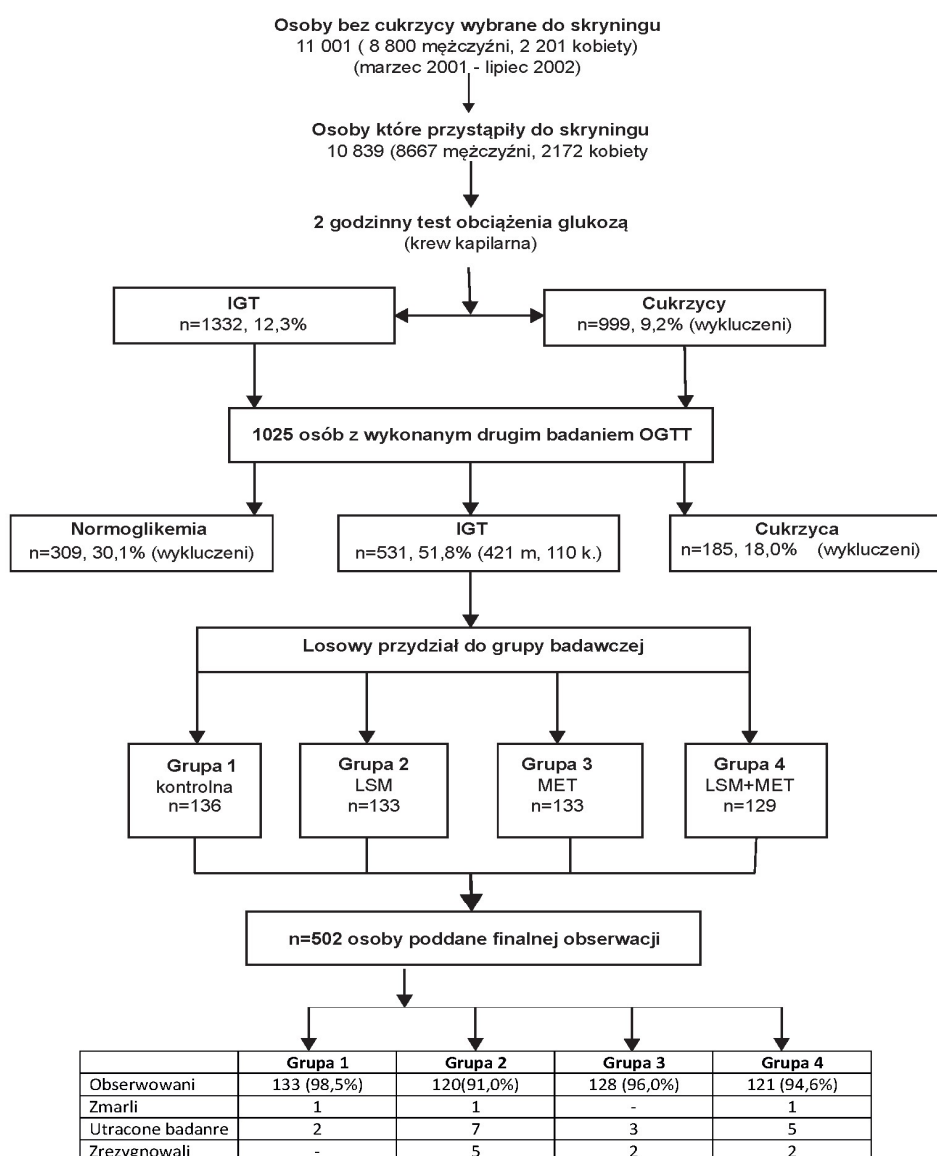 Osoby bez cukrzycy wybrane do skryningu
11 001 ( 8 800 mężczyźni, 2 201 kobiety)
(marzec 2001 - lipiec 2002)
Osoby które przystąpiły do skryningu
10 839 (8667 mężczyźni, 2172 kobiety
2 godzinny test obciążenia glukozą
(krew kapilarna)
IGT
n=1332, 12,3%
Cukrzycy
n=999, 9,2% (wykluczeni)
1025 osób z wykonanym drugim badaniem OGTT
Normoglikemia
n=309, 30,1% (wykluczeni)
IGT
n=531, 51,8% (421 m, 110 k.)
Cukrzyca
n=185, 18,0% (wykluczeni)
Losowy przydział do grupy badawczej
Grupa 1
kontrolna
n=136
Grupa 2
LSM
n=133
Grupa 3
MET
n=133
Grupa 4
LSM+MET
n=129
n=502 osoby poddane finalnej obserwacji
Grupa 1 Grupa 2 Grupa 3 Grupa 4
Obserwowani 133 (98,5%) 120(91,0%) 128 (96,0%) 121 (94,6%)
Zmarli 1 1 - 1
Utracone badanre 2 7 3 5
Zrezygnowali - 5 2 2